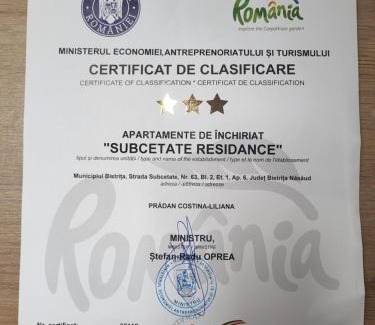 ROMÂNIEI
România
explore the Carpathian garden
MINISTERUL ECONOMIEI, ANTREPRENORIATULUI ȘI TURISMULUI
CERTIFICAT DE CLASIFICARE
CERTIFICATE OF CLASSIFICATION * CERTIFICAT DE CLASSIFICATION
APARTAMENTE DE ÎNCHIRIAT
"SUBCETATE RESIDANCE"
tipul și denumirea unității / type and name of the establishment / type et le nom de l'établissement
Municipiul Bistrița, Strada Subcetate, Nr. 63, Bl. 2, Et. 1, Ap. 6, Județ Bistrița Năsăud
adresa / address / adresse
PRĂDAN COSTINA-LILIANA
România
MINISTRU,
Ștefan-Radu OPREA
MINISTRU